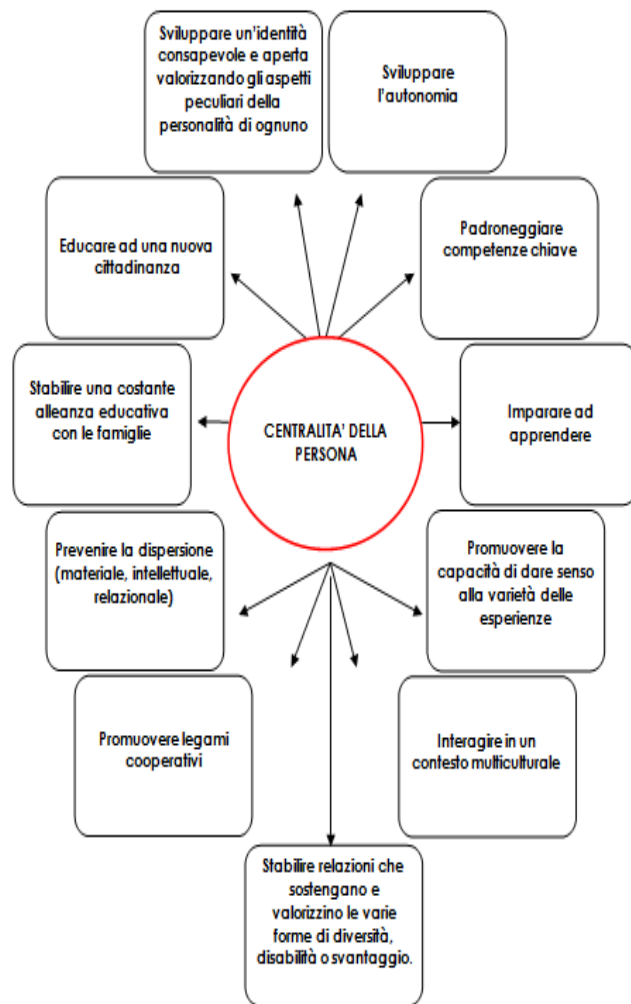 Sviluppare un'identità
consapevole e aperta
valorizzando gli aspetti
peculiari della
personalità di ognuno
Sviluppare
l'autonomia
Educare ad una nuova
cittadinanza
Padroneggiare
competenze chiave
Stabilire una costante
alleanza educativa
con le famiglie
CENTRALITA' DELLA
PERSONA
Imparare ad
apprendere
Prevenire la dispersione
(materiale, intellettuale,
relazionale)
Promuovere la
capacità di dare senso
alla varietà delle
esperienze
Promuovere legami
cooperativi
Interagire in un
contesto multiculturale
Stabilire relazioni che
sostengano e
valorizzino le varie
forme di diversità,
disabilità o svantaggio.